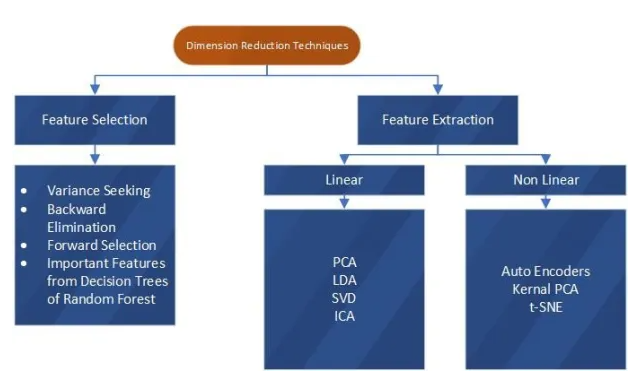 Dimension Reduction Techniques
Feature Selection
Feature Extraction
• Variance Seeking
• Backward
Elimination
• Forward Selection
• Important Features
from Decision Trees
of Random Forest
Linear
Non Linear
PCA
LDA
SVD
ICA
Auto Encoders
Kernal PCA
t-SNE